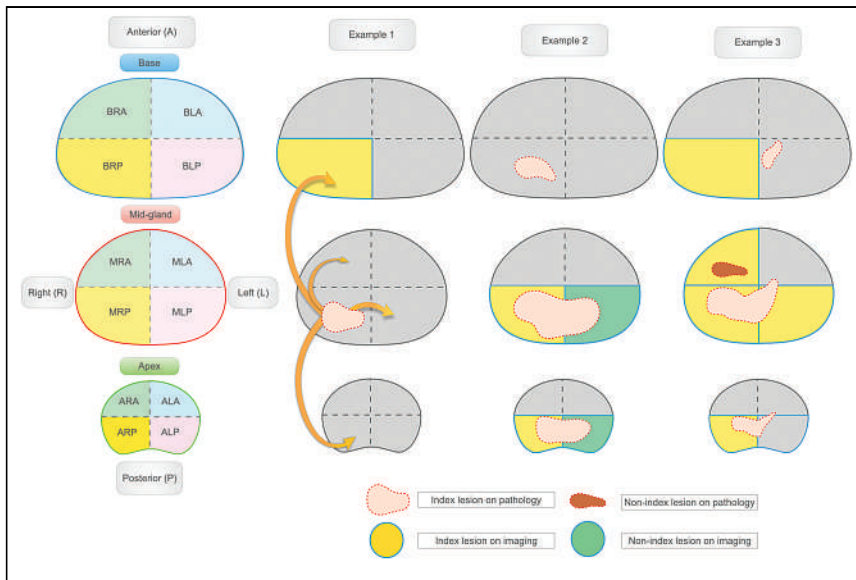 Anterior (A)
Example 1
Example 2
Example 3
Base
BRA
BLA
BRP
BLP
Mid-gland
MRA
MLA
Right (R)
Left (L)
MRP
MLP
Apex
ARA
ALA
ARP
ALP
Posterior (P)
Index lesion on pathology
Non-index lesion on pathology
Index lesion on imaging
Non-index lesion on imaging